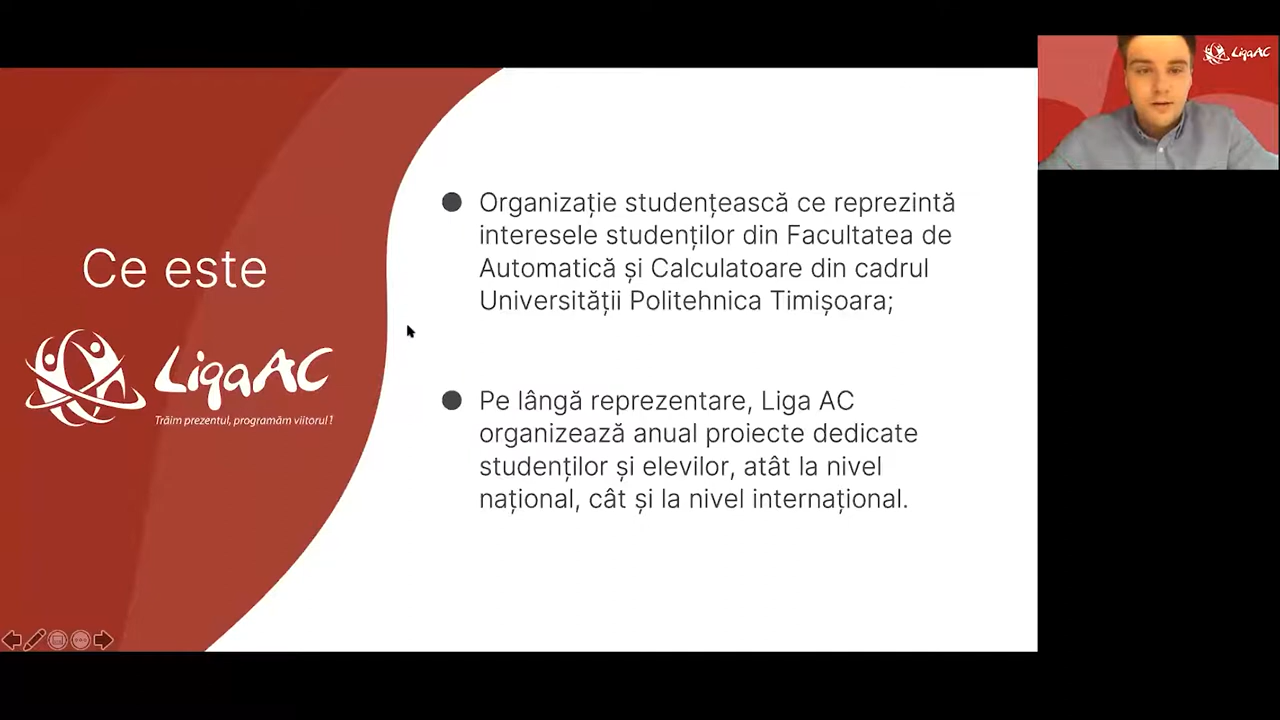 Ce este
LigaAC
Trăim prezentul, programăm viitorul!
Organizație studențească ce reprezintă
interesele studenților din Facultatea de
Automatică și Calculatoare din cadrul
Universității Politehnica Timișoara;
Pe lângă reprezentare, Liga AC
organizează anual proiecte dedicate
studenților și elevilor, atât la nivel
național, cât și la nivel internațional.
LigaAC